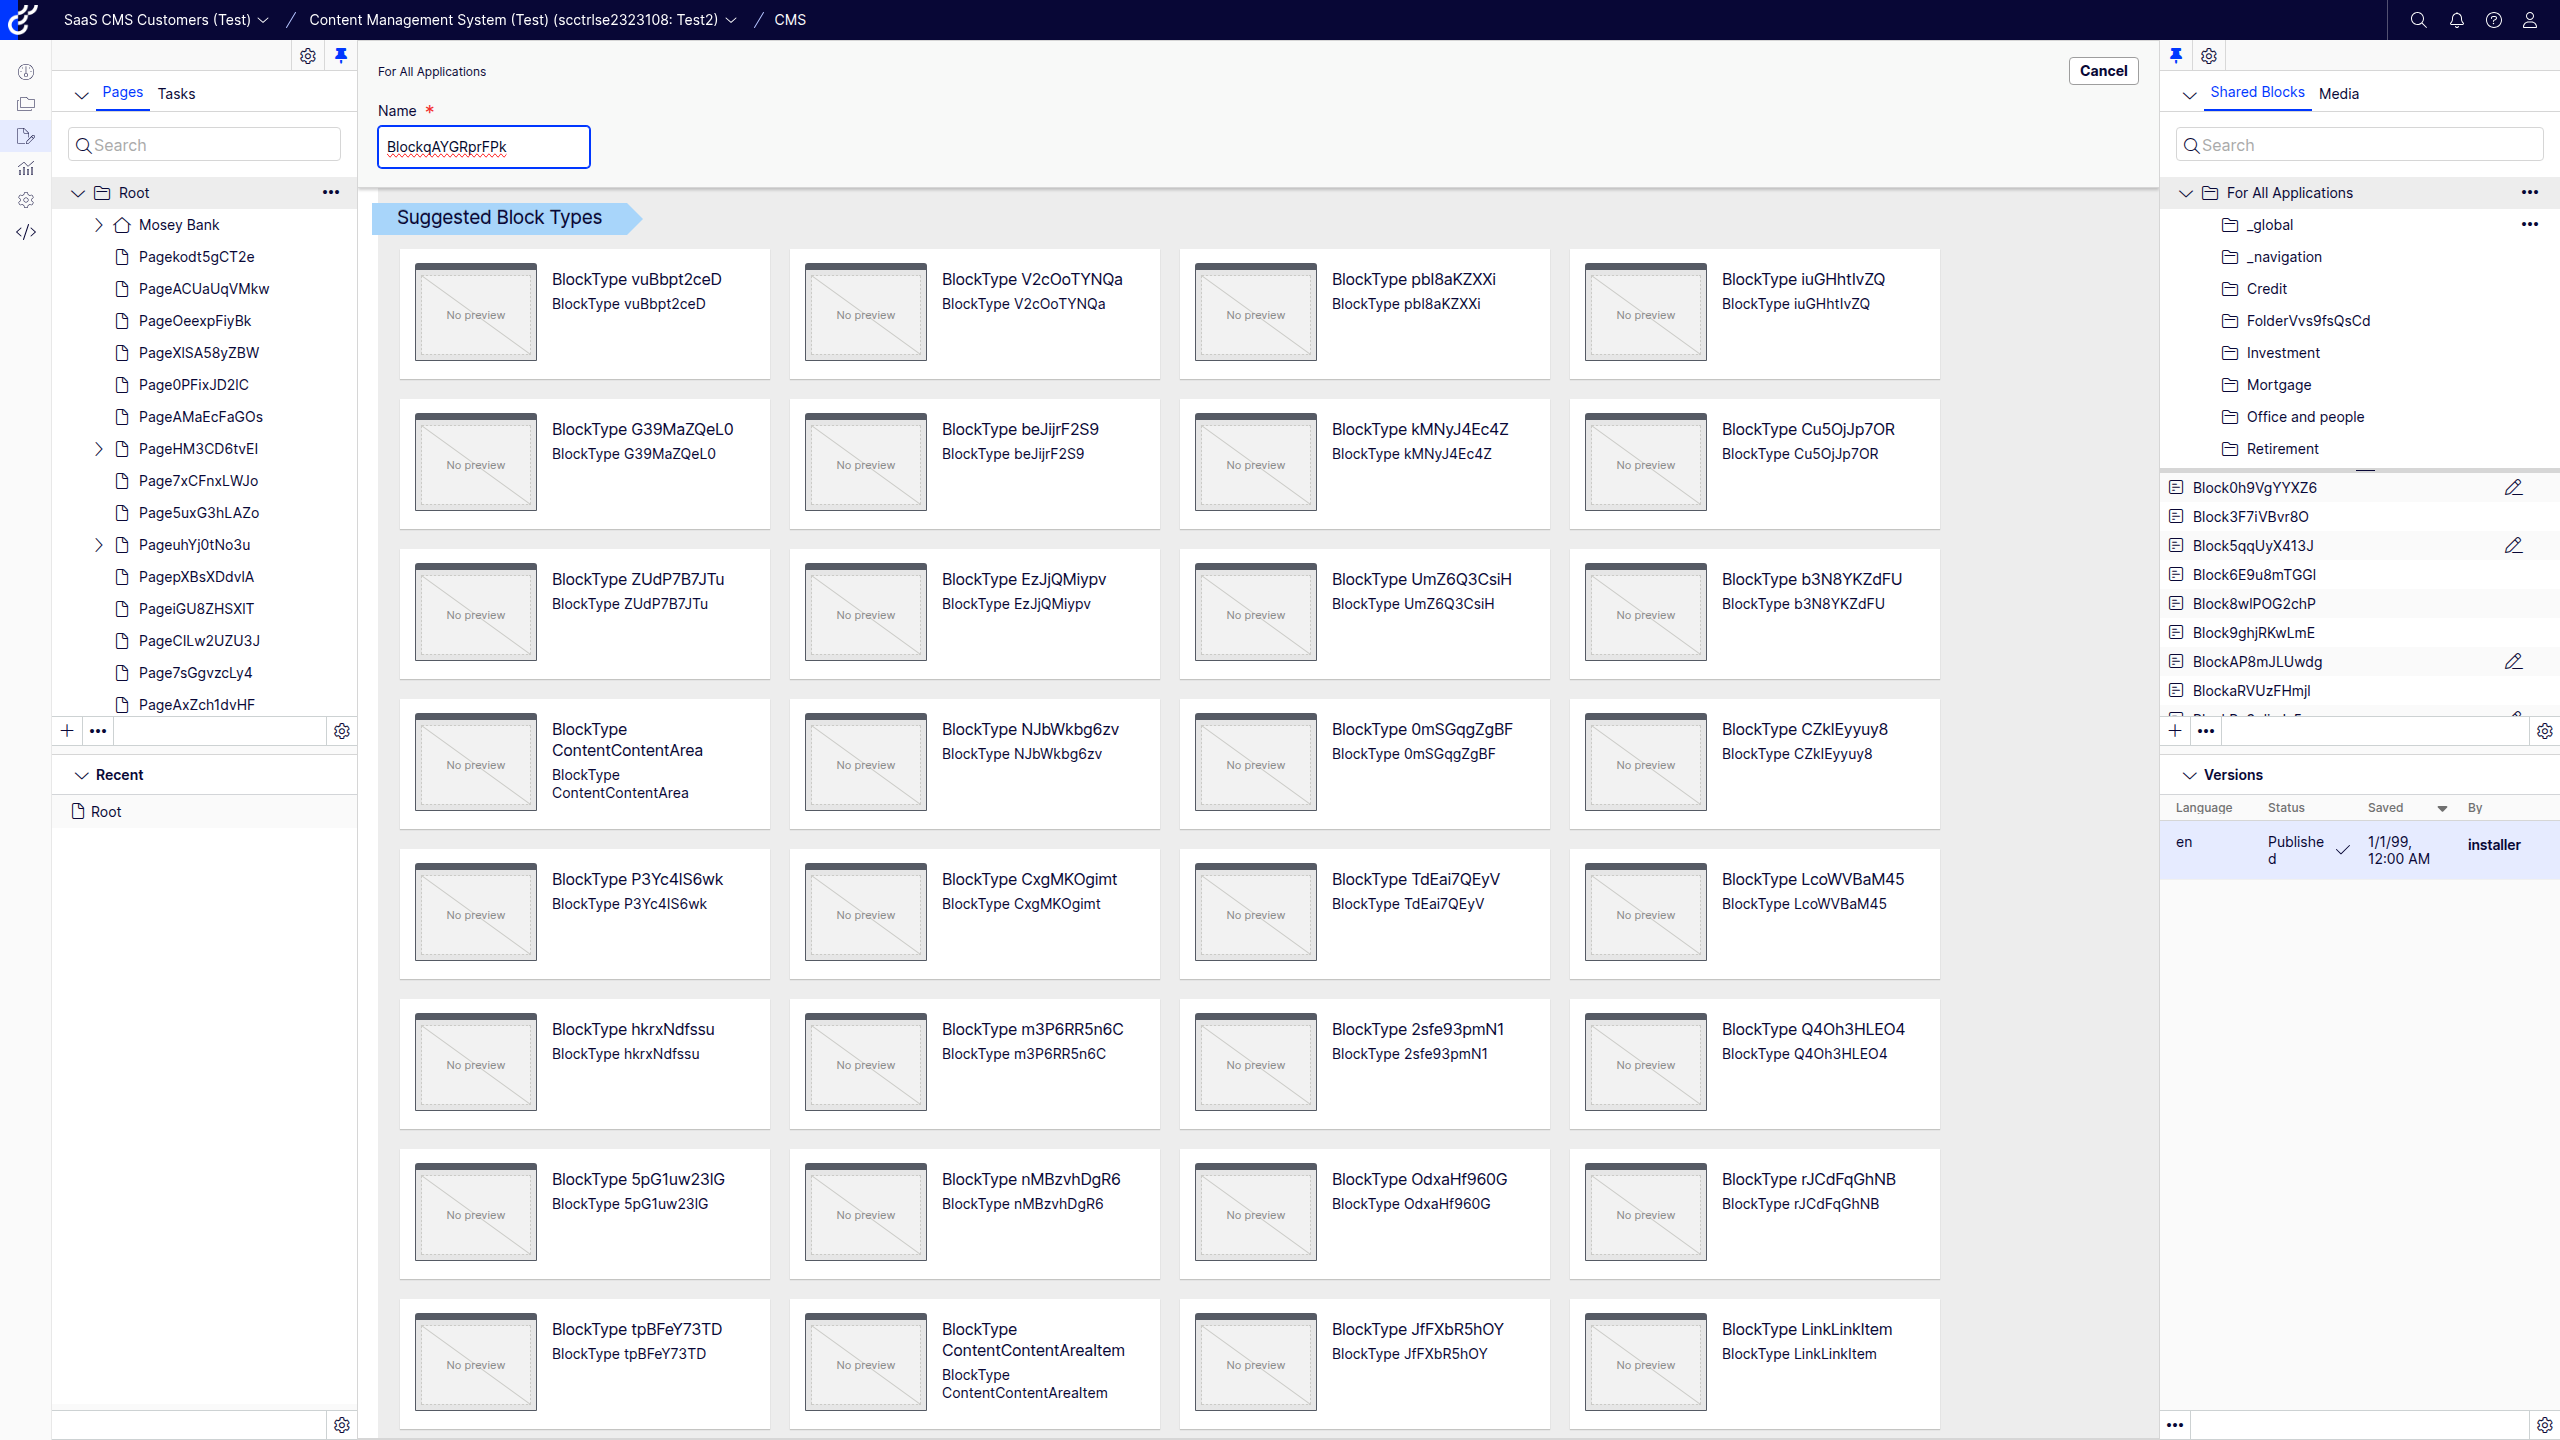 SaaS CMS Customers (Test)
Content Management System (Test) (scctrlse2323108: Test2)
CMS
Pages
Tasks
Search
Root
Mosey Bank
Pagekodt5gCT2e
PageACUaUqVMkw
PageOeexpFiyBk
PageXlSA58yZBW
Page0PFixJD2lC
PageAMaEcFaGOs
PageHM3CD6tvEI
Page7xCFnxLWJo
Page5uxG3hLAZo
PageuhYj0tNo3u
PagepXBsXDdvlA
PageiGU8ZHSXlT
PageClLw2UZU3J
Page7sGgvzcLy4
PageAxZch1dvHF
Recent
Root
For All Applications
Cancel
Name *
BlockqAYGRprFPk
Suggested Block Types
No preview
BlockType vuBbpt2ceD
BlockType vuBbpt2ceD
No preview
BlockType V2cOoTYNQa
BlockType V2cOoTYNQa
No preview
BlockType pbI8aKZXXi
BlockType pbI8aKZXXi
No preview
BlockType iuGHhtIvZQ
BlockType iuGHhtIvZQ
No preview
BlockType G39MaZQeL0
BlockType G39MaZQeL0
No preview
BlockType beJijrF2S9
BlockType beJijrF2S9
No preview
BlockType kMNyJ4Ec4Z
BlockType kMNyJ4Ec4Z
No preview
BlockType Cu5OjJp7OR
BlockType Cu5OjJp7OR
No preview
BlockType ZUdP7B7JTu
BlockType ZUdP7B7JTu
No preview
BlockType EzJjQMiypv
BlockType EzJjQMiypv
No preview
BlockType UmZ6Q3CsiH
BlockType UmZ6Q3CsiH
No preview
BlockType b3N8YKZdFU
BlockType b3N8YKZdFU
No preview
BlockType
ContentContentArea
BlockType
ContentContentArea
No preview
BlockType NJbWkbg6zv
BlockType NJbWkbg6zv
No preview
BlockType 0mSGqgZgBF
BlockType 0mSGqgZgBF
No preview
BlockType CZklEyyuy8
BlockType CZklEyyuy8
No preview
BlockType P3Yc4IS6wk
BlockType P3Yc4IS6wk
No preview
BlockType CxgMKOgimt
BlockType CxgMKOgimt
No preview
BlockType TdEai7QEyV
BlockType TdEai7QEyV
No preview
BlockType LcoWVBaM45
BlockType LcoWVBaM45
No preview
BlockType hkrxNdfssu
BlockType hkrxNdfssu
No preview
BlockType m3P6RR5n6C
BlockType m3P6RR5n6C
No preview
BlockType 2sfe93pmN1
BlockType 2sfe93pmN1
No preview
BlockType Q4Oh3HLEO4
BlockType Q4Oh3HLEO4
No preview
BlockType 5pG1uw23lG
BlockType 5pG1uw23lG
No preview
BlockType nMBzvhDgR6
BlockType nMBzvhDgR6
No preview
BlockType OdxaHf960G
BlockType OdxaHf960G
No preview
BlockType rJCdFqGhNB
BlockType rJCdFqGhNB
No preview
BlockType tpBFeY73TD
BlockType tpBFeY73TD
No preview
BlockType
ContentContentAreaItem
BlockType
ContentContentAreaItem
No preview
BlockType JfFXbR5hOY
BlockType JfFXbR5hOY
No preview
BlockType LinkLinkItem
BlockType LinkLinkItem
Shared Blocks
Media
Search
For All Applications
_global
_navigation
Credit
FolderVvs9fsQsCd
Investment
Mortgage
Office and people
Retirement
Block0h9VgYYXZ6
Block3F7iVBvr8O
Block5qqUyX413J
Block6E9u8mTGGl
Block8wlPOG2chP
Block9ghjRKwLmE
BlockAP8mJLUwdg
BlockaRVUzFHmjl
Versions
Language Status Saved By
en Publishe
d 1/1/99,
12:00 AM installer